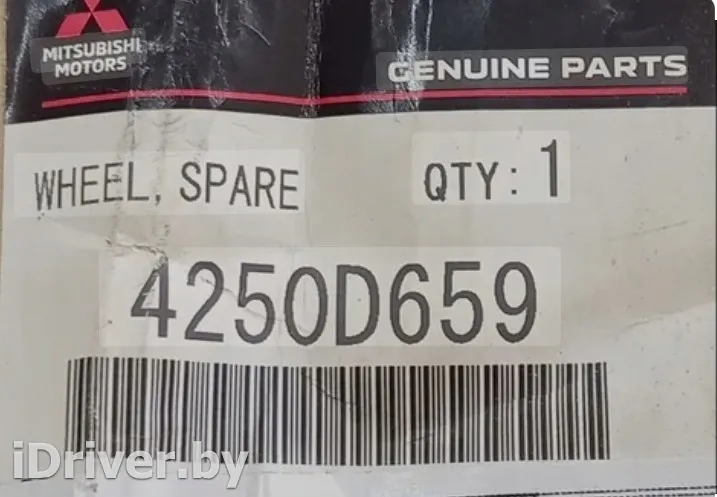 MITSUBISHI
MOTORS
GENUINE PARTS
WHEEL, SPARE QTY: 1
4250D659
iDriver.by